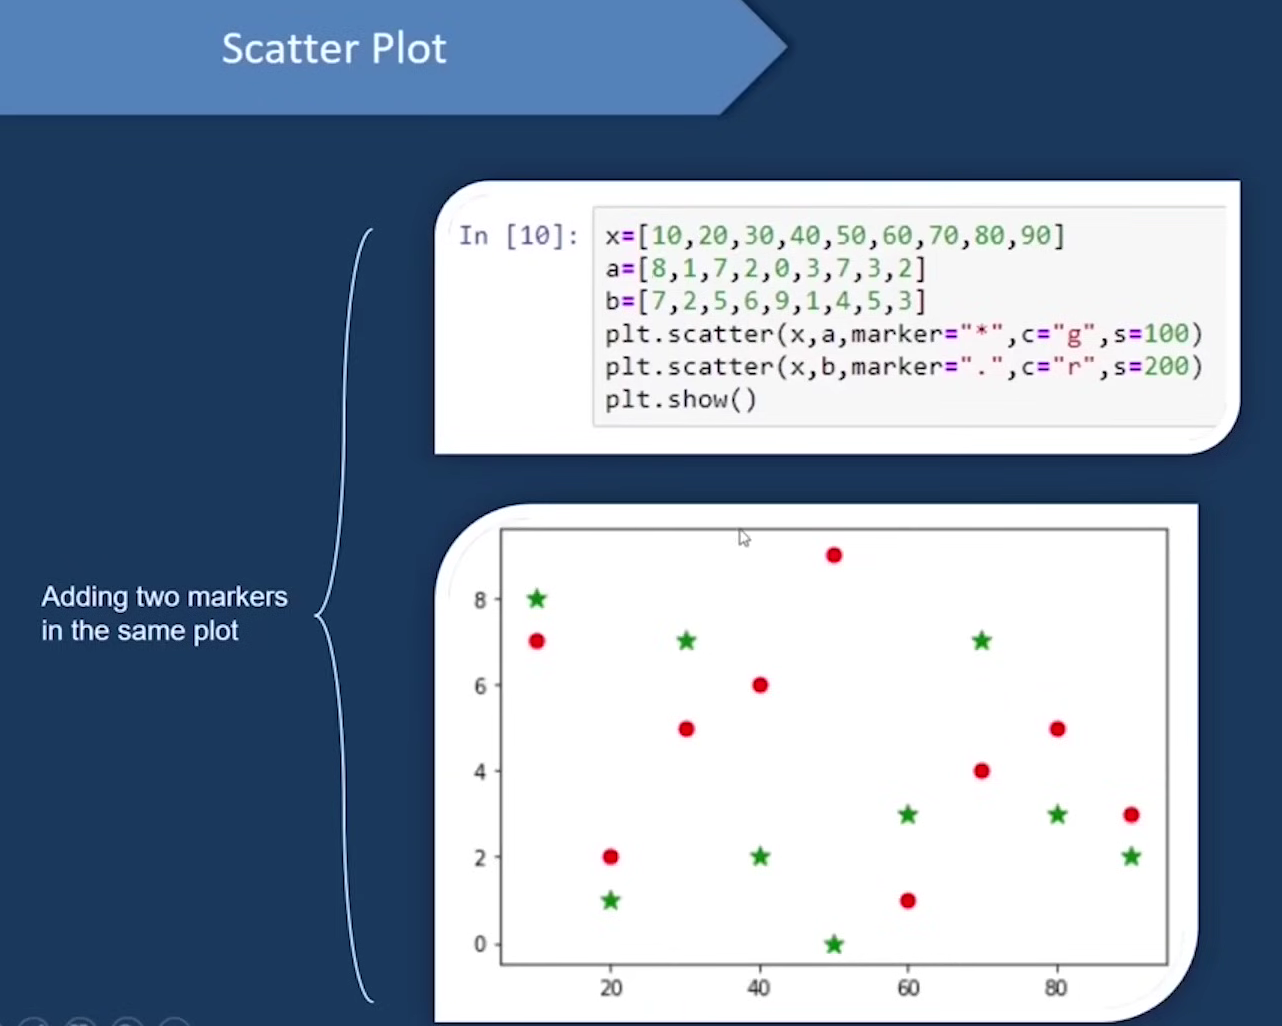 Scatter Plot
In [10]:
x=[10,20,30,40,50,60,70,80,90]
a=[8,1,7,2,0,3,7,3,2]
b=[7,2,5,6,9,1,4,5,3]
plt.scatter(x,a,marker="*",c="g",s=100)
plt.scatter(x,b,marker=".",c="r",s=200)
plt.show()
Adding two markers
in the same plot
8
6
4
2
0
20 40 60 80